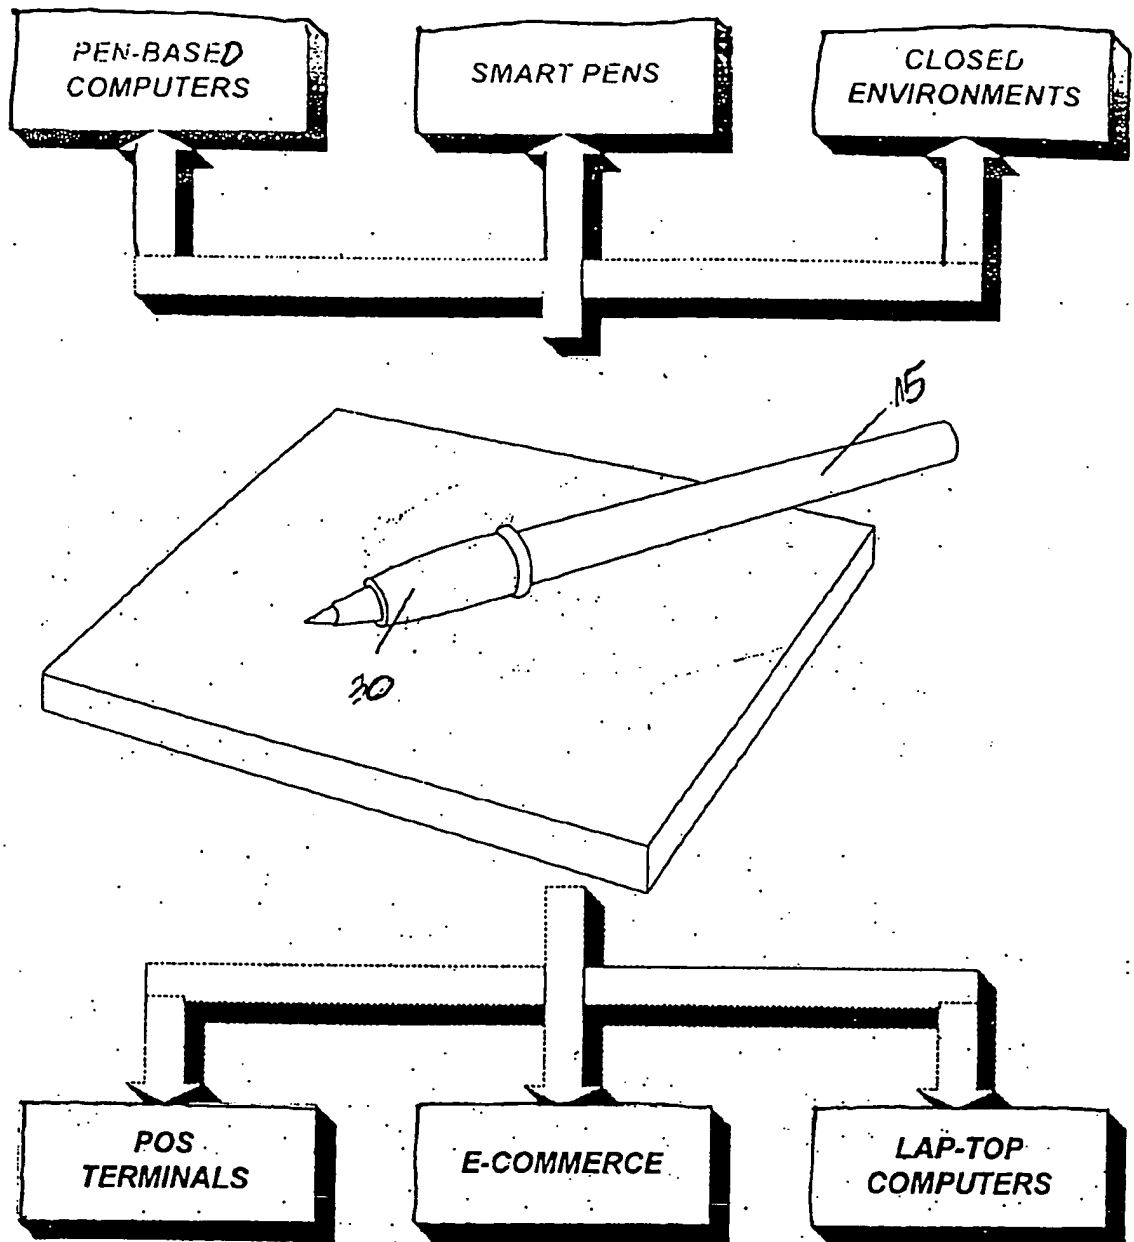 PEN-BASED
COMPUTERS
SMART PENS
CLOSED
ENVIRONMENTS
15
30
POS
TERMINALS
E-COMMERCE
LAP-TOP
COMPUTERS